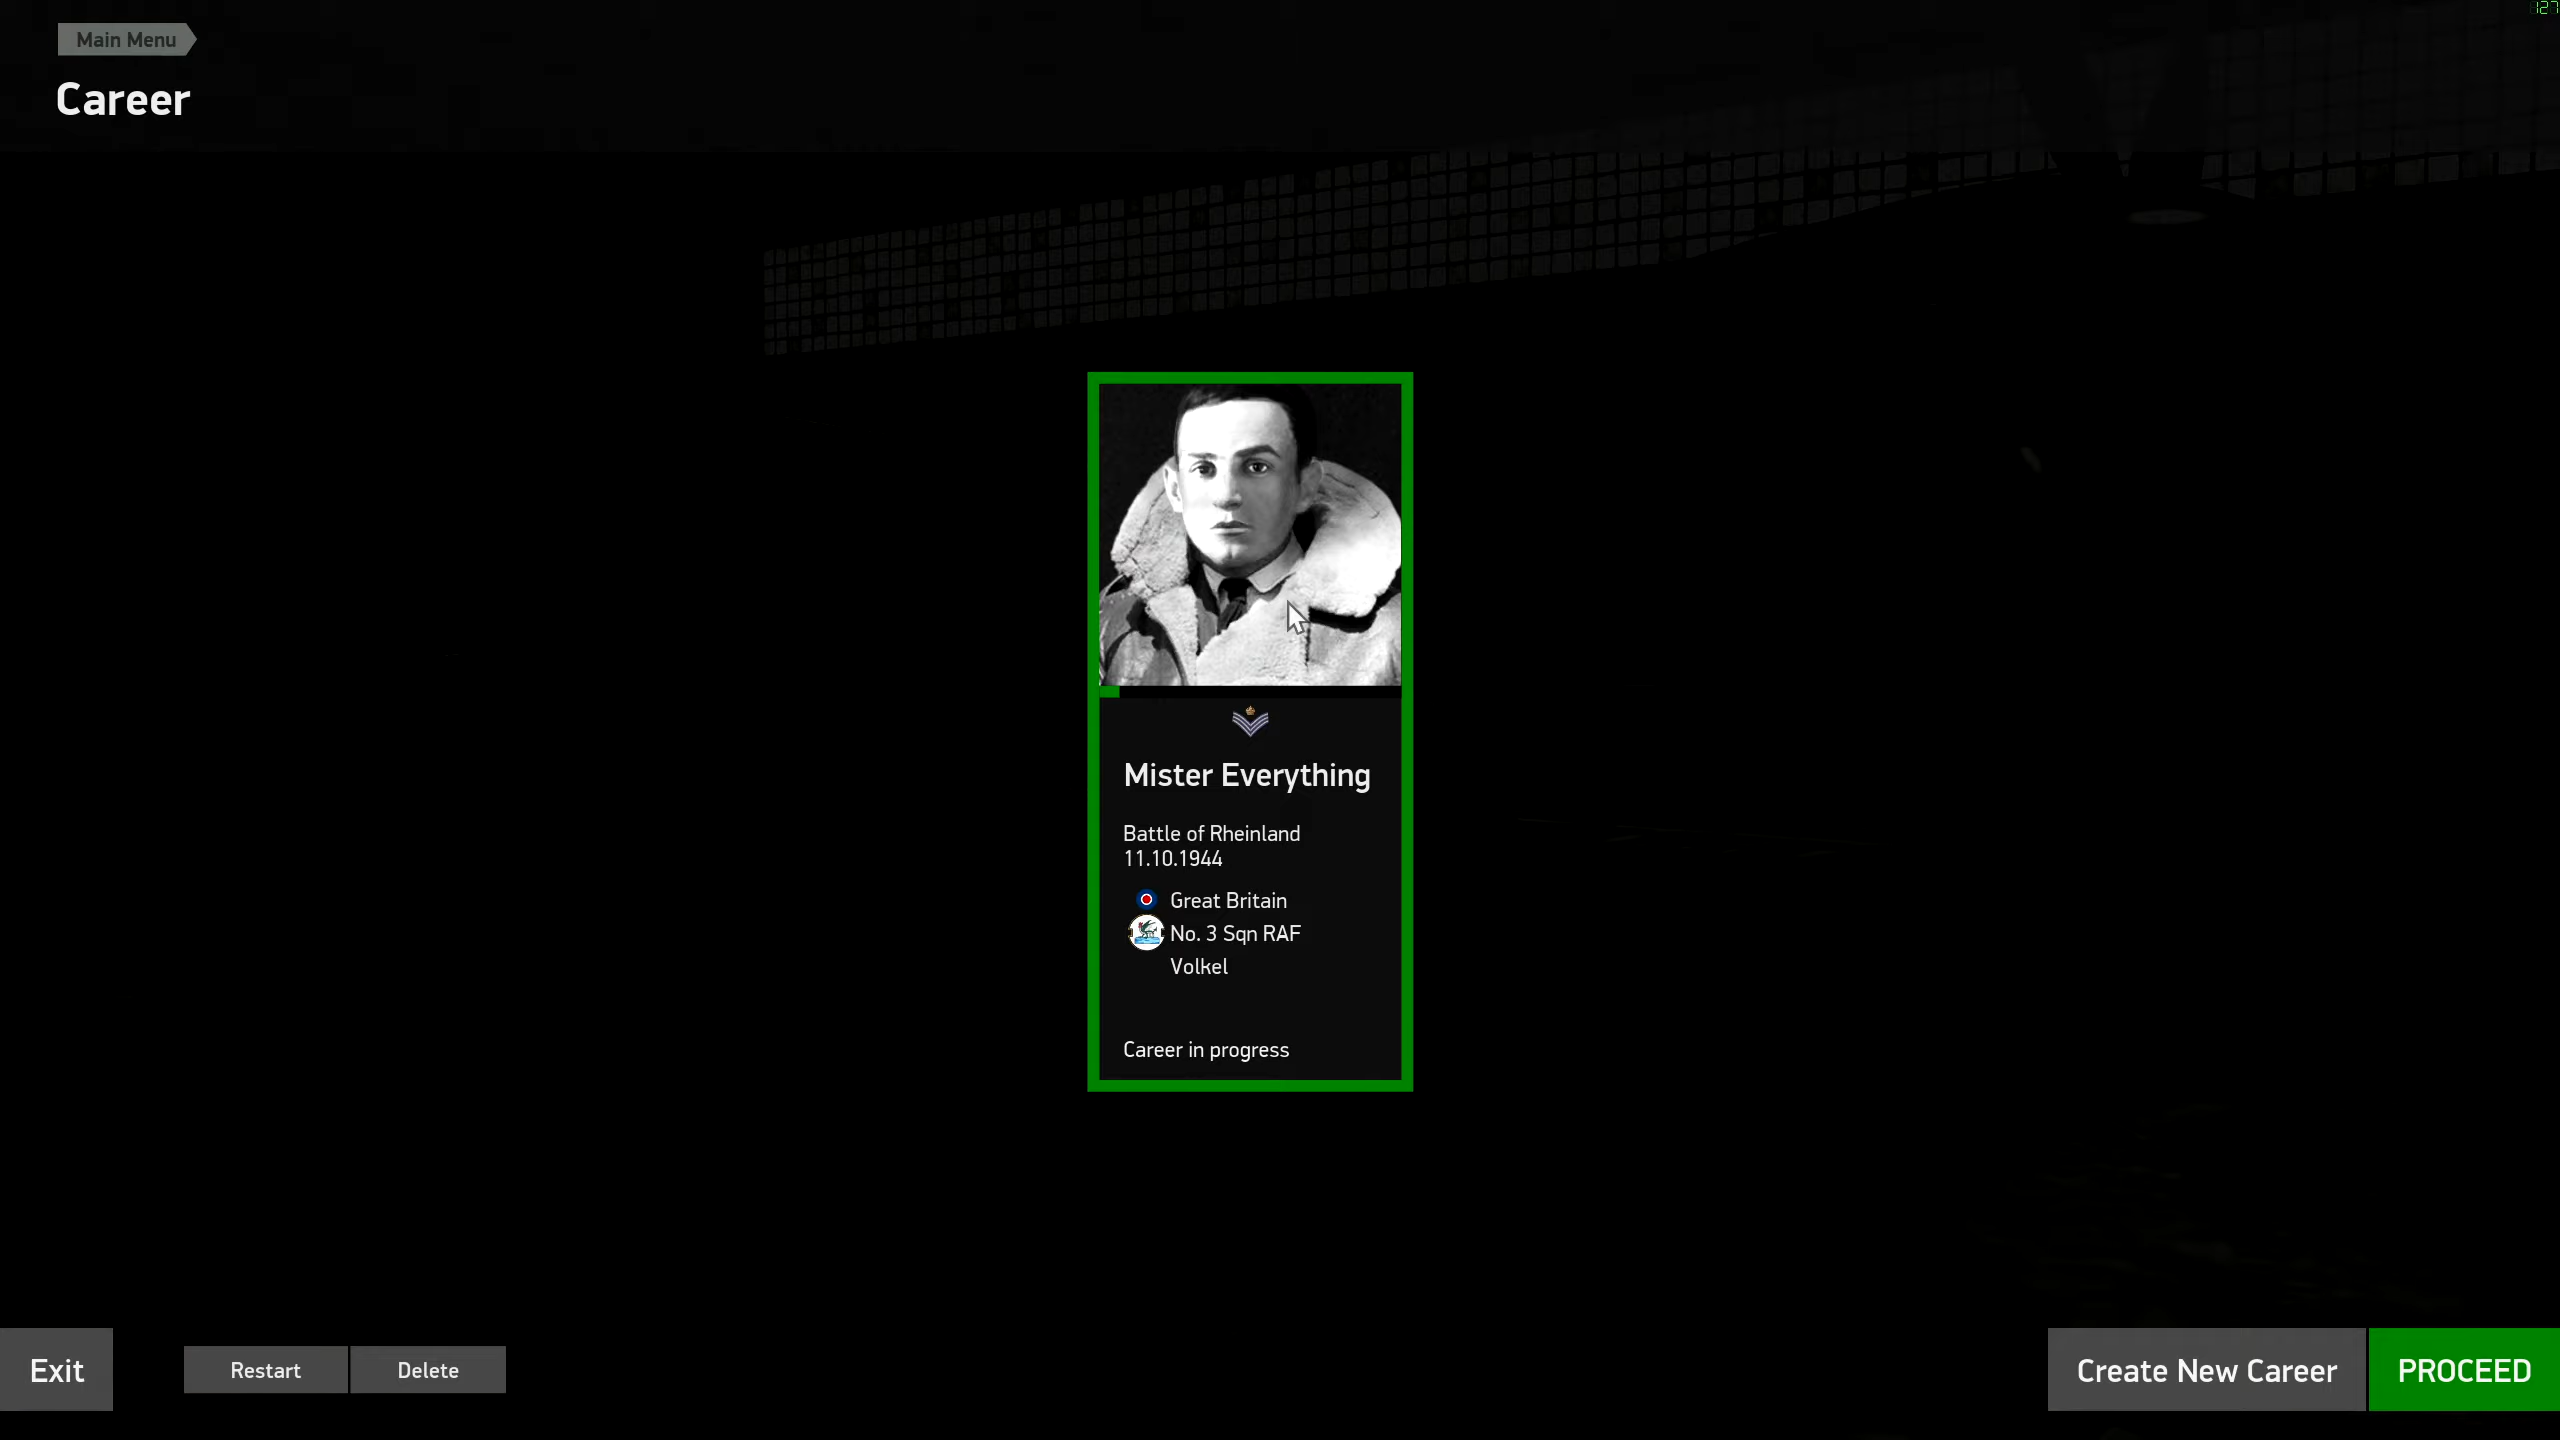 127
Main Menu
Career
Mister Everything
Battle of Rheinland
11.10.1944
Great Britain
No. 3 Sqn RAF
Volkel
Career in progress
Exit
Restart
Delete
Create New Career
PROCEED